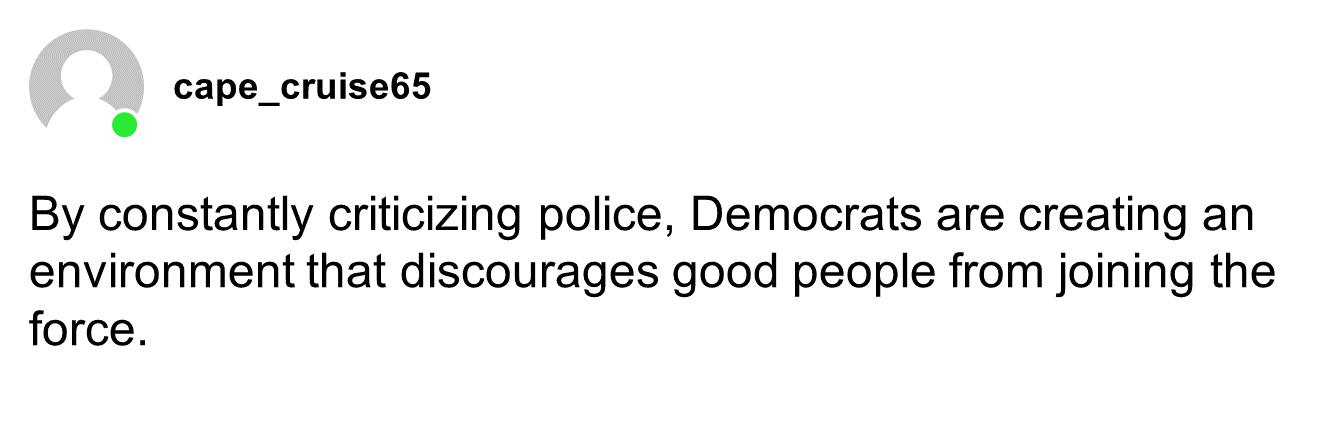 cape_cruise65
By constantly criticizing police, Democrats are creating an
environment that discourages good people from joining the
force.